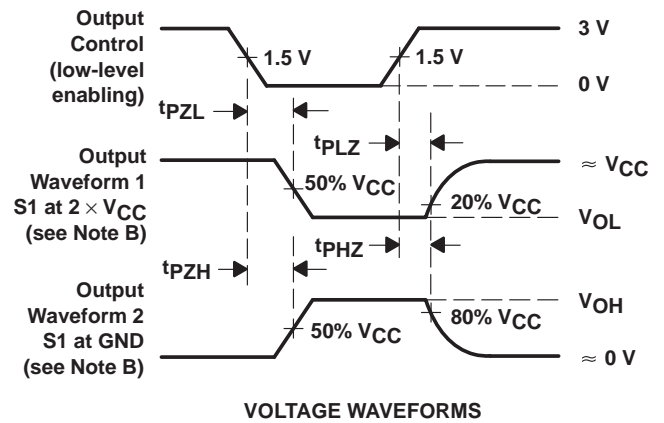 Output
Control
(low-level
enabling)
1.5 V
1.5 V
3 V
0 V
tPZL
tPLZ
Output
Waveform 1
S1 at 2 × VCC
(see Note B)
50% VCC
20% VCC
≈ VCC
VOL
tPHZ
tPZH
Output
Waveform 2
S1 at GND
(see Note B)
50% VCC
80% VCC
VOH
≈ 0 V
VOLTAGE WAVEFORMS